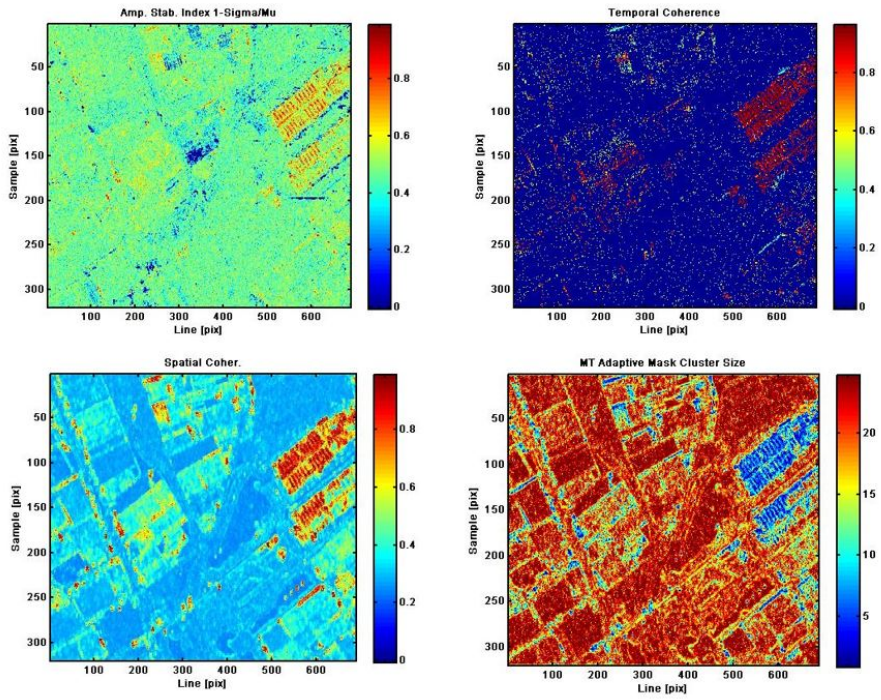 Amp. Stab. Index 1-Sigma/Mu
Sample [pix]
50
100
150
200
250
300
100 200 300 400 500 600
Line [pix]
0.8
0.6
0.4
0.2
0
Temporal Coherence
Sample [pix]
50
100
150
200
250
300
100 200 300 400 500 600
Line [pix]
0.8
0.6
0.4
0.2
0
Spatial Coher.
Sample [pix]
50
100
150
200
250
300
100 200 300 400 500 600
Line [pix]
0.8
0.6
0.4
0.2
0
MT Adaptive Mask Cluster Size
Sample [pix]
50
100
150
200
250
300
100 200 300 400 500 600
Line [pix]
20
15
10
5